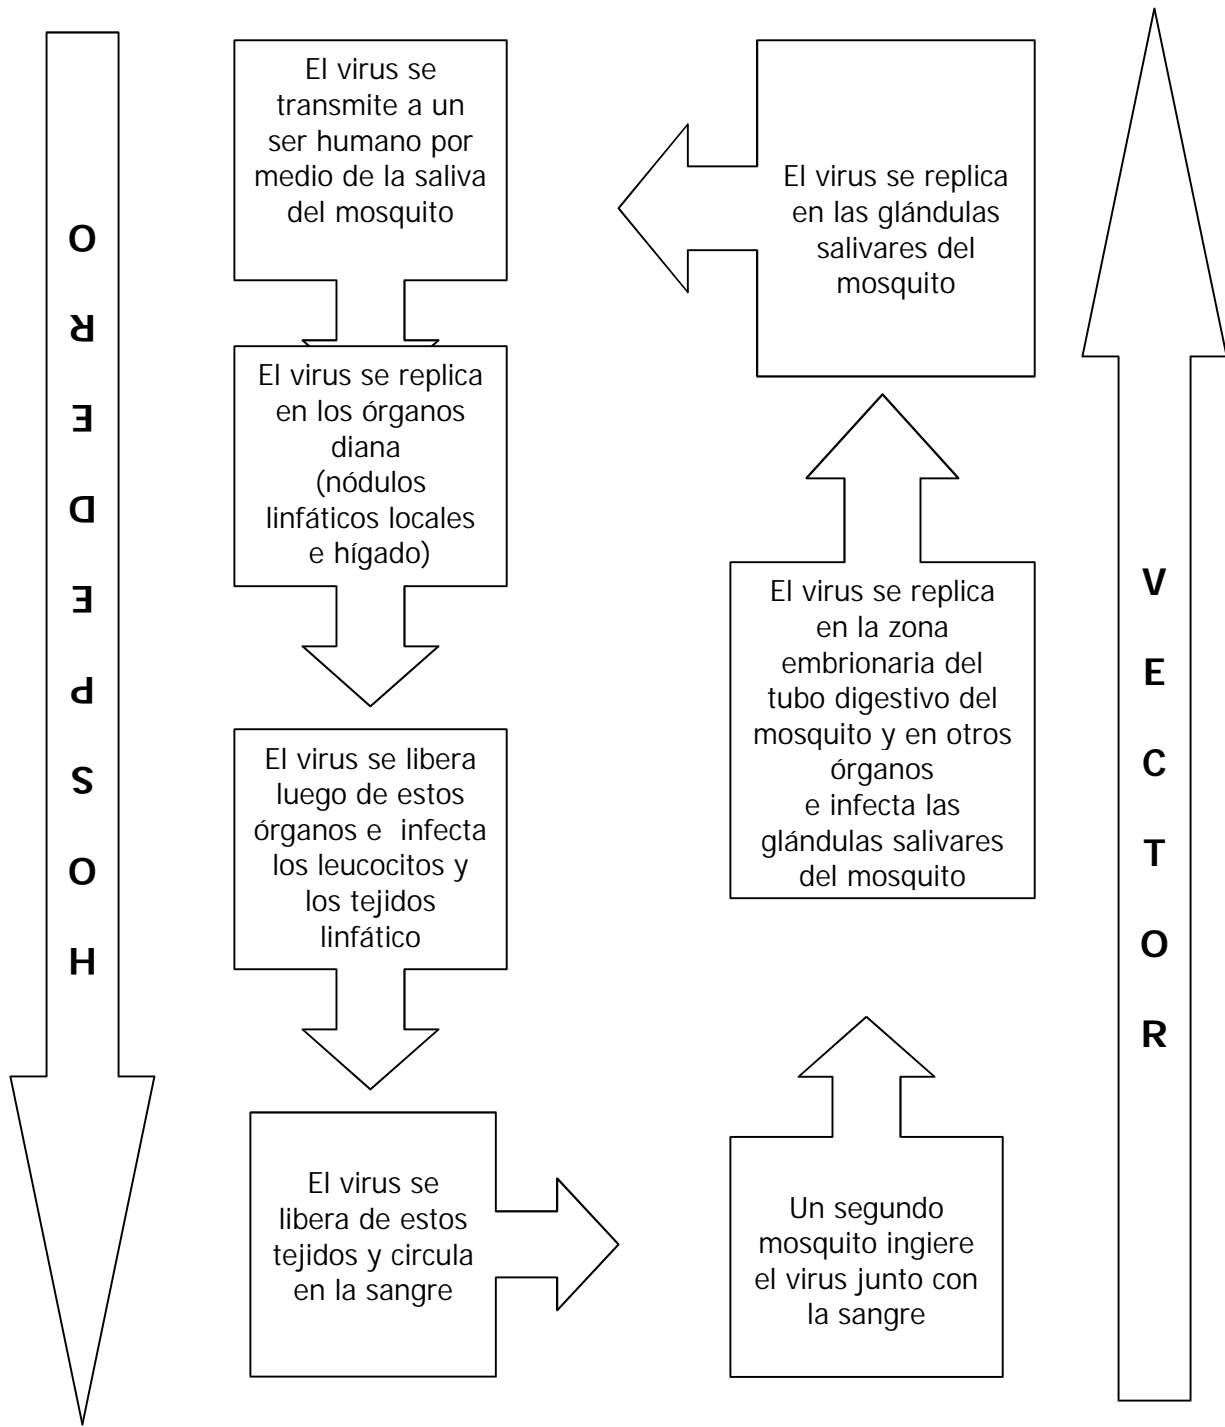 O
R
E
D
E
P
S
O
H
El virus se
transmite a un
ser humano por
medio de la saliva
del mosquito
El virus se replica
en los órganos
diana
(nódulos
linfáticos locales
e hígado)
El virus se libera
luego de estos
órganos e infecta
los leucocitos y
los tejidos
linfático
El virus se
libera de estos
tejidos y circula
en la sangre
Un segundo
mosquito ingiere
el virus junto con
la sangre
El virus se replica
en la zona
embrionaria del
tubo digestivo del
mosquito y en otros
órganos
e infecta las
glándulas salivares
del mosquito
El virus se replica
en las glándulas
salivares del
mosquito
V
E
C
T
O
R